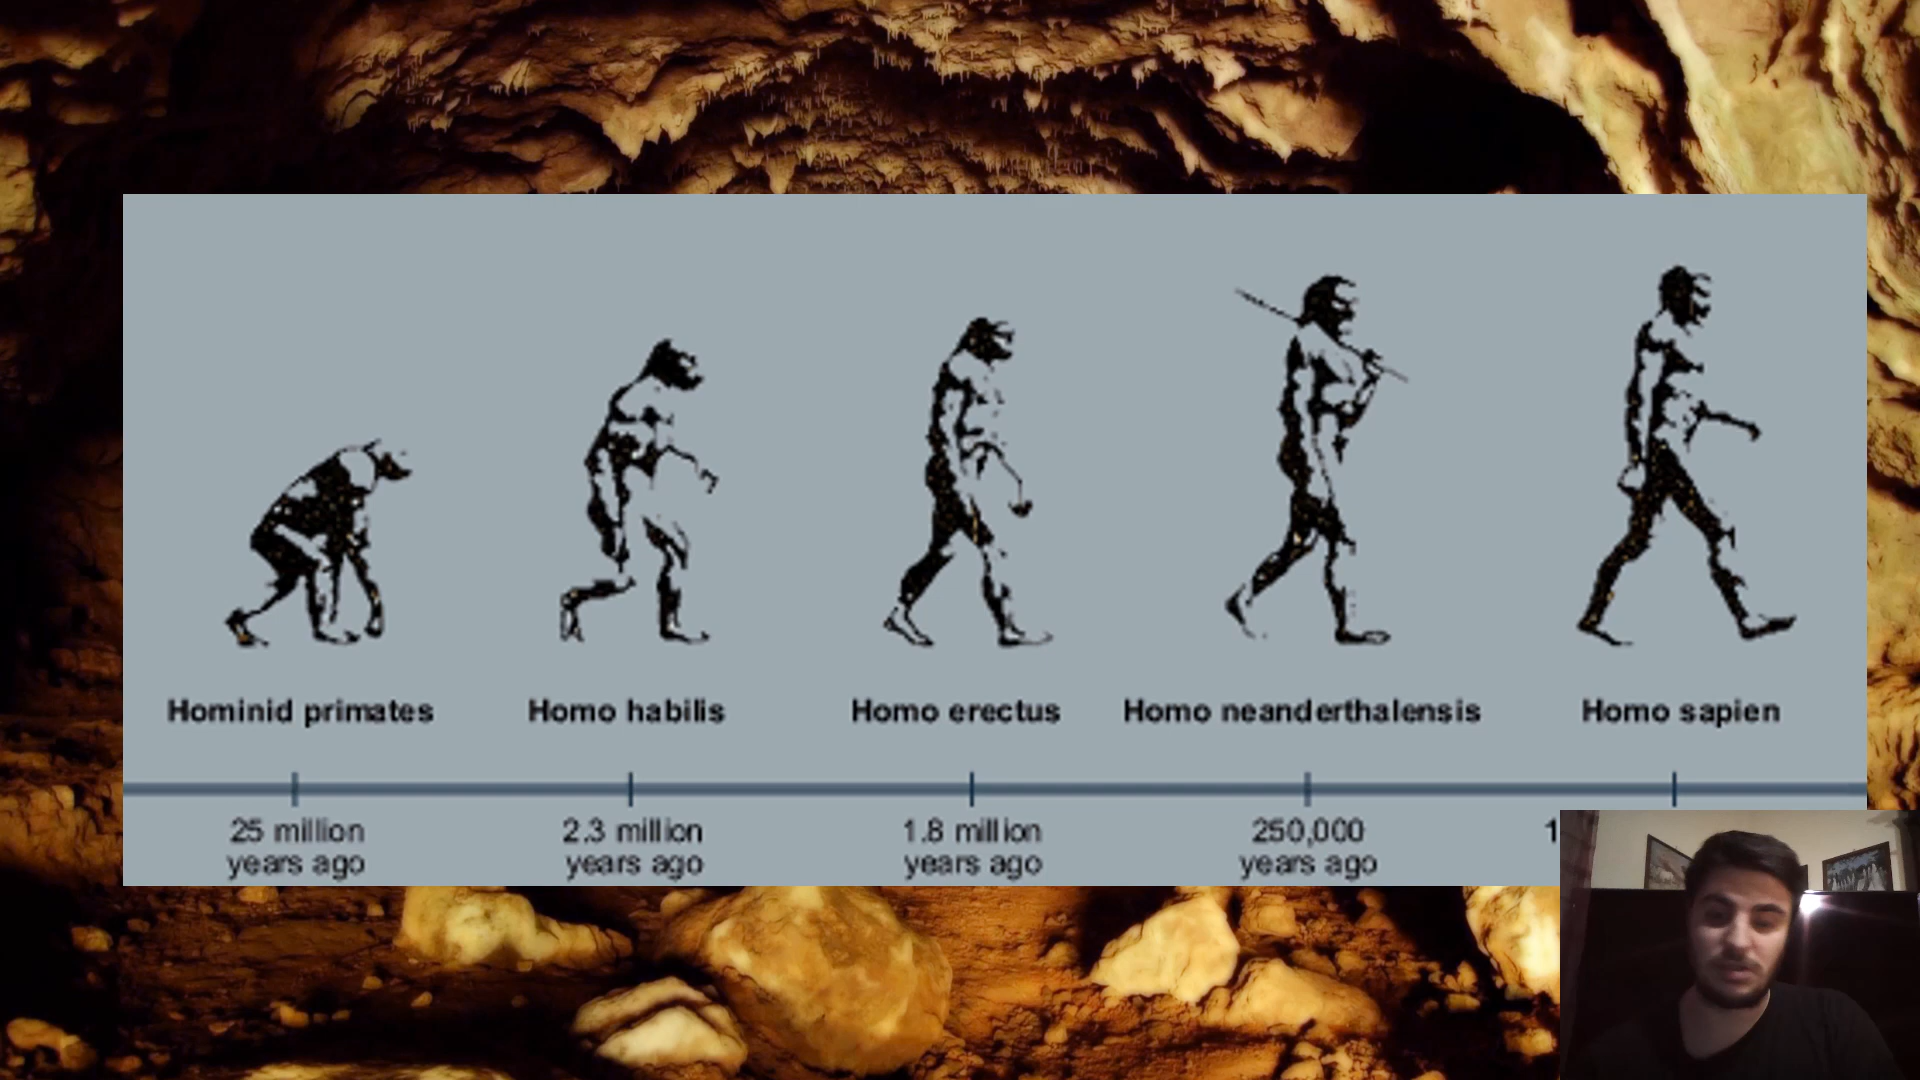 Hominid primates Homo habilis Homo erectus Homo neanderthalensis Homo sapien
25 million 2.3 million 1.8 million 250,000 1
years ago years ago years ago years ago